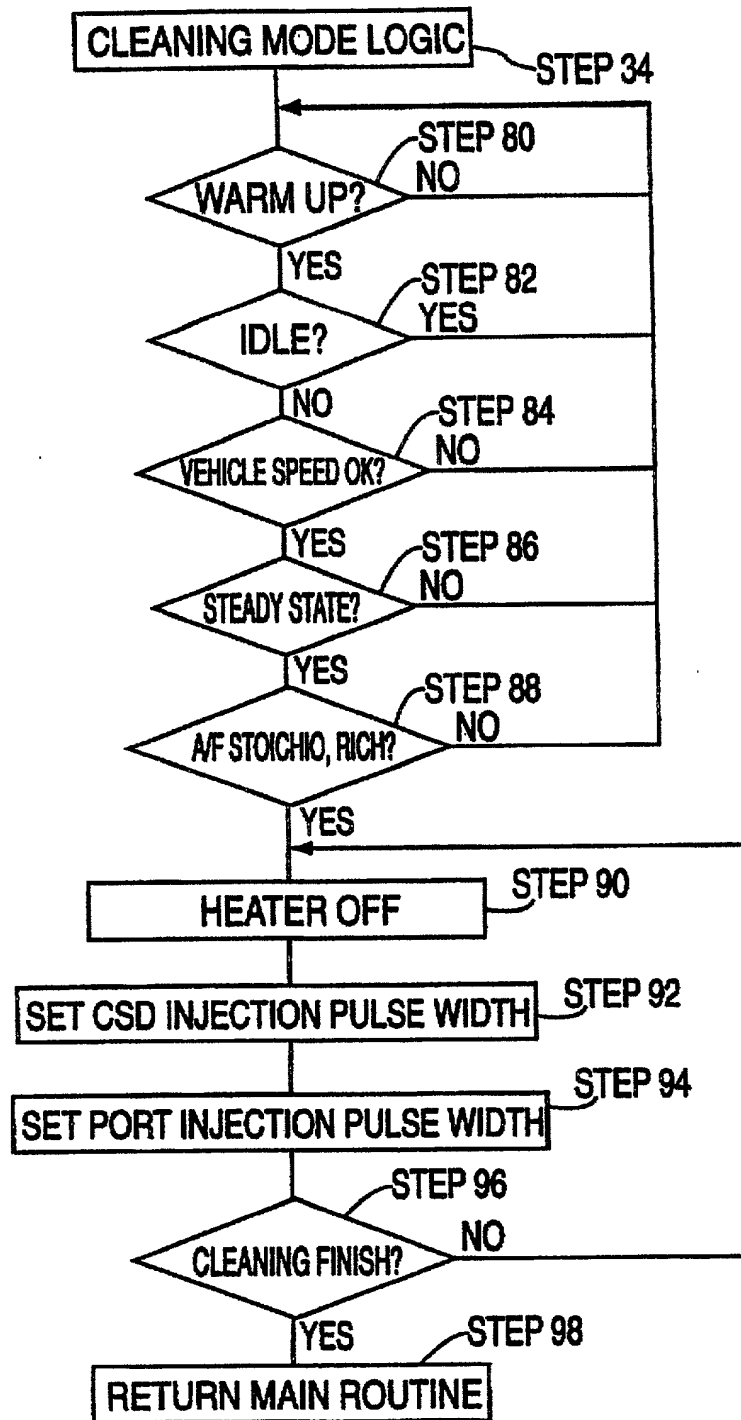 CLEANING MODE LOGIC
STEP 34
STEP 80
WARM UP?
NO
YES
STEP 82
IDLE?
YES
NO
STEP 84
VEHICLE SPEED OK?
NO
YES
STEP 86
STEADY STATE?
NO
YES
STEP 88
A/F STOICHIO, RICH?
NO
YES
STEP 90
HEATER OFF
STEP 92
SET CSD INJECTION PULSE WIDTH
STEP 94
SET PORT INJECTION PULSE WIDTH
STEP 96
CLEANING FINISH?
NO
YES
STEP 98
RETURN MAIN ROUTINE